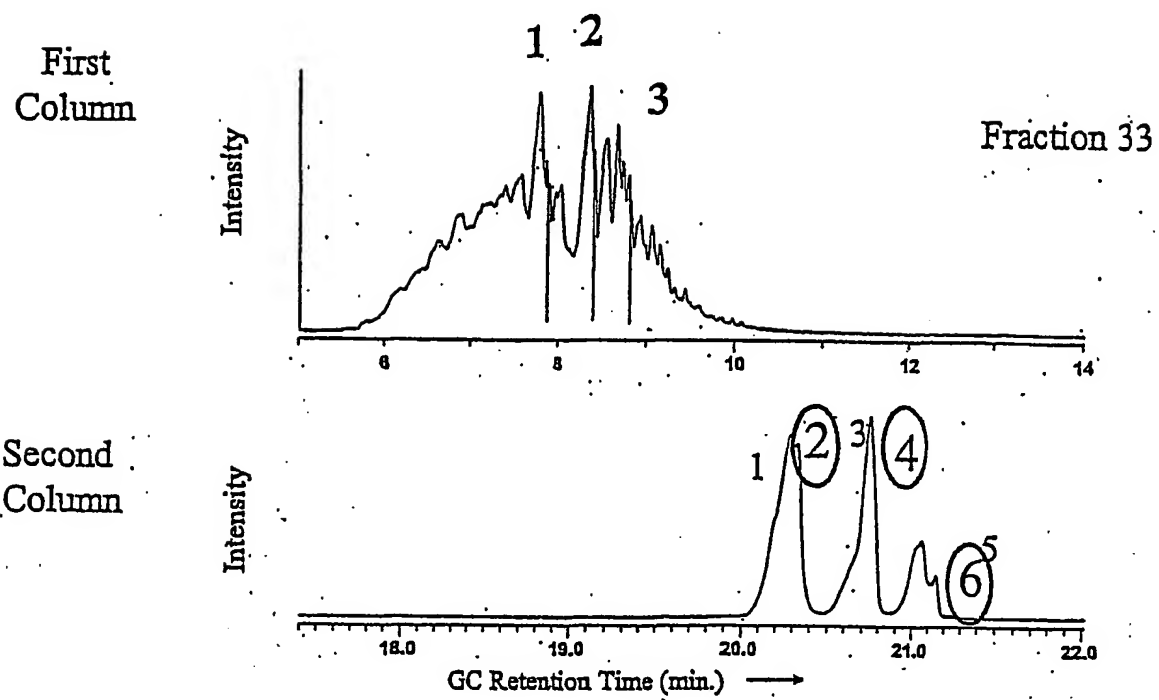 First
Column
Intensity
1 2 3
Fraction 33
6 8 10 12 14
Second
Column
Intensity
1 2 3 4 5 6
18.0 19.0 20.0 21.0 22.0
GC Retention Time (min.)